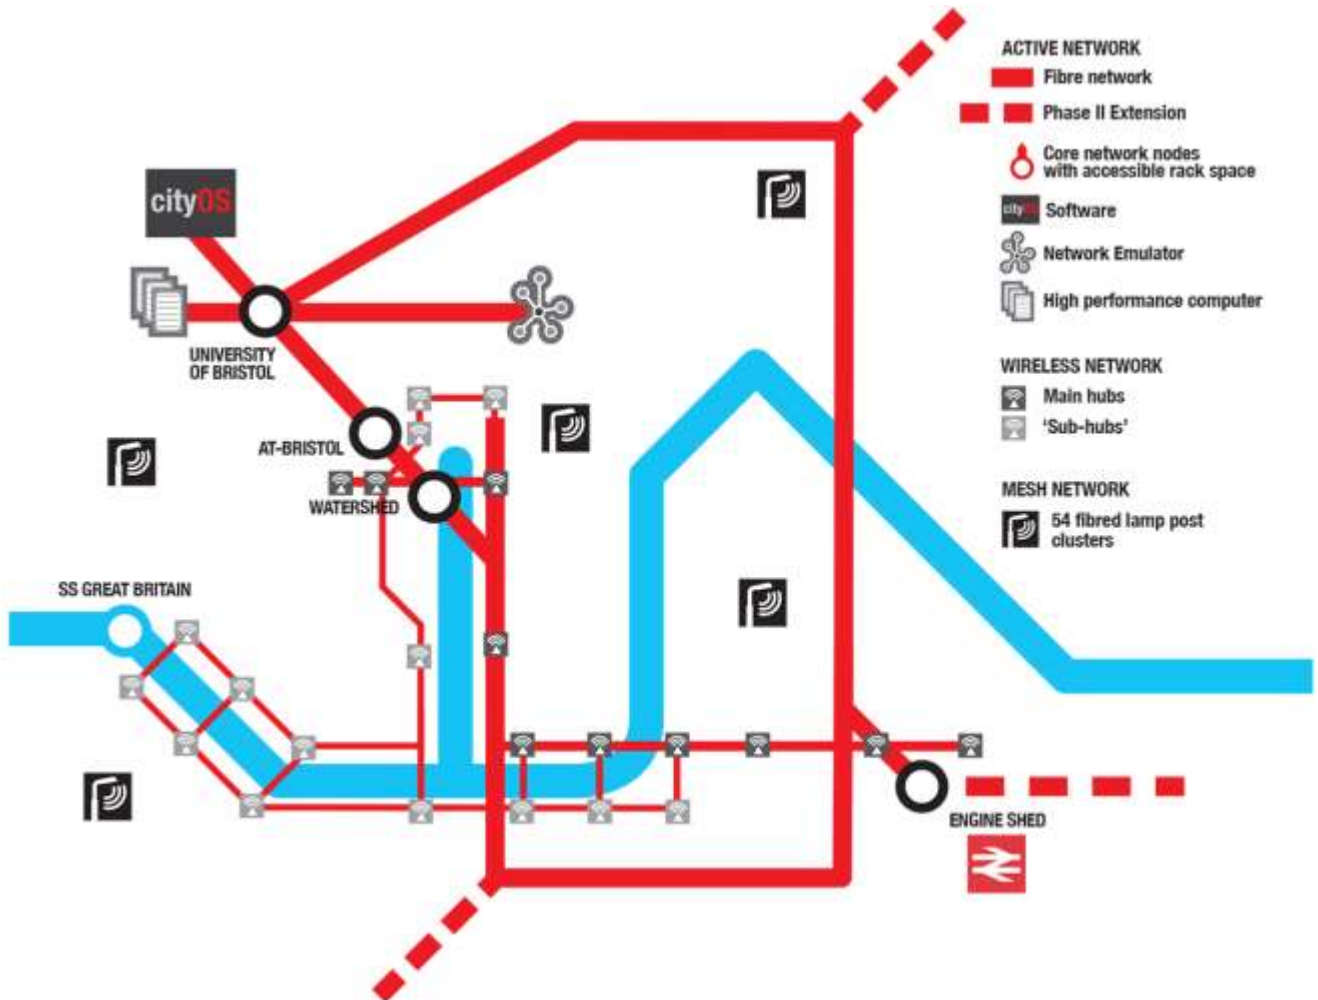 ACTIVE NETWORK
Fibre network
Phase II Extension
Core network nodes
with accessible rack space
cityOS
Software
Network Emulator
High performance computer
WIRELESS NETWORK
Main hubs
'Sub-hubs'
MESH NETWORK
54 fibred lamp post
clusters
cityOS
UNIVERSITY
OF BRISTOL
AT-BRISTOL
WATERSHED
SS GREAT BRITAIN
ENGINE SHED